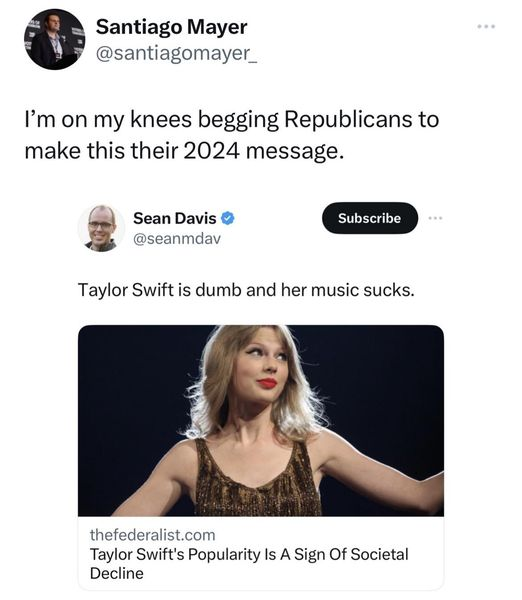 Santiago Mayer
@santiagomayer_
I’m on my knees begging Republicans to
make this their 2024 message.
Sean Davis
@seanmdav
Subscribe
Taylor Swift is dumb and her music sucks.
thefederalist.com
Taylor Swift's Popularity Is A Sign Of Societal
Decline